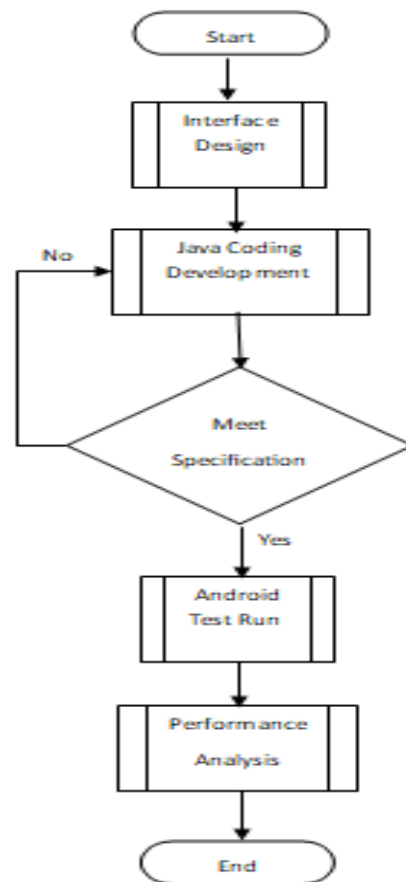 Start
Interface
Design
Java Coding
Development
No
Meet
Specification
Yes
Android
Test Run
Performance
Analysis
End